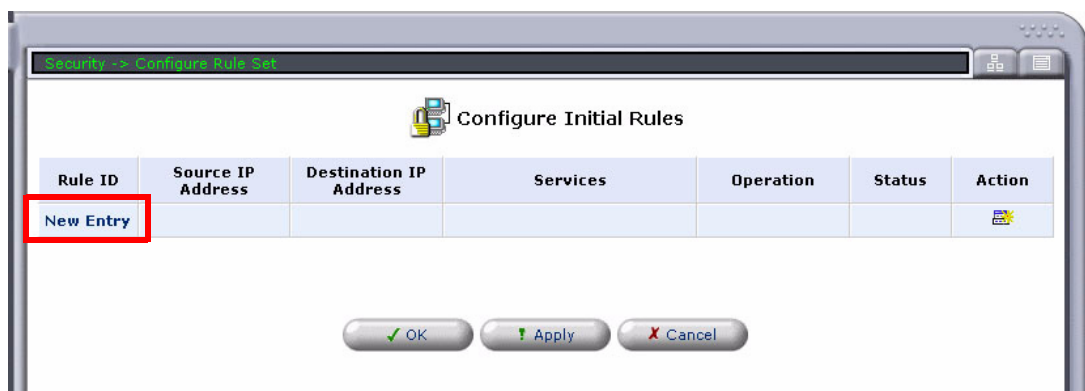 Security -> Configure Rule Set
Configure Initial Rules
Rule ID Source IP Address Destination IP Address Services Operation Status Action
New Entry
OK Apply Cancel